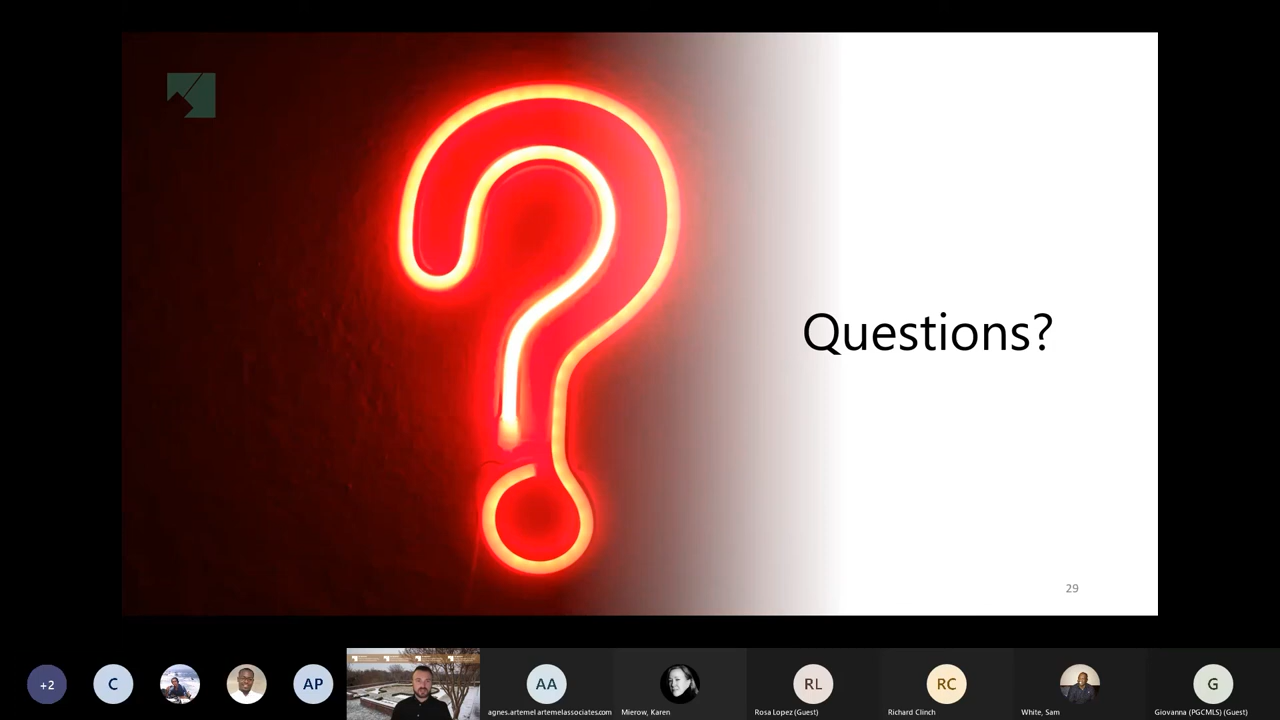 Questions?
29
+2
C
AP
AA
agnes.artemel artemelassociates.com
Mierow, Karen
RL
Rosa Lopez (Guest)
RC
Richard Clinch
White, Sam
G
Giovanna (PGCMLS) (Guest)